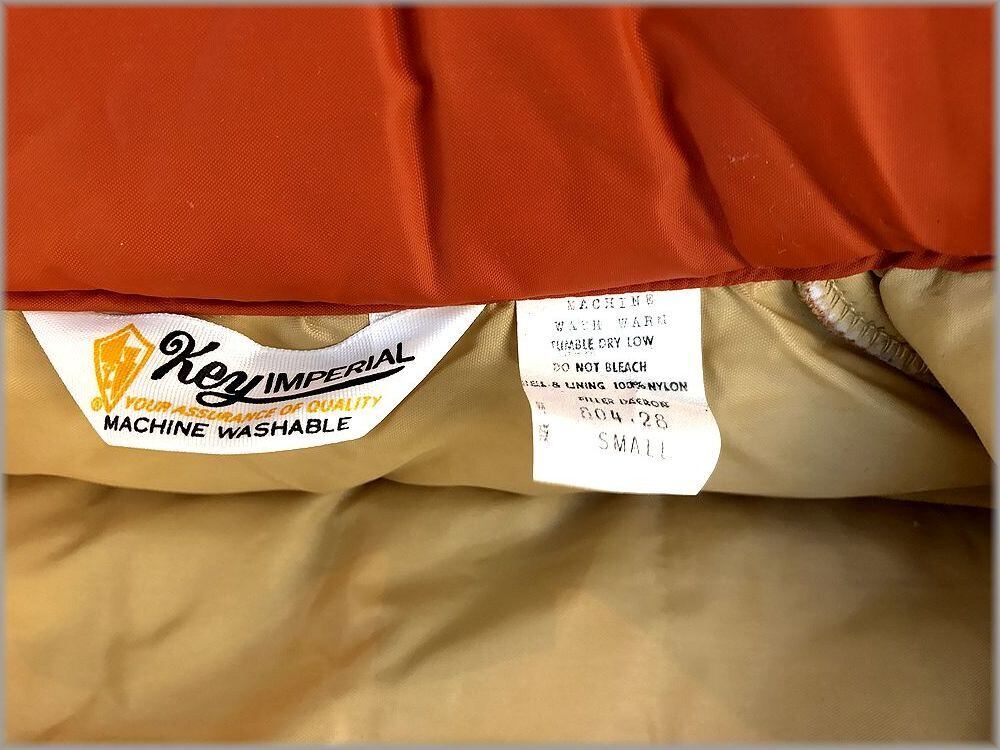 Key IMPERIAL
® YOUR ASSURANCE OF QUALITY
MACHINE WASHABLE
MACHINE
WASH WARM
TUMBLE DRY LOW
DO NOT BLEACH
& LINING 100% NYLON
FILLER DACRON
804.28
SMALL